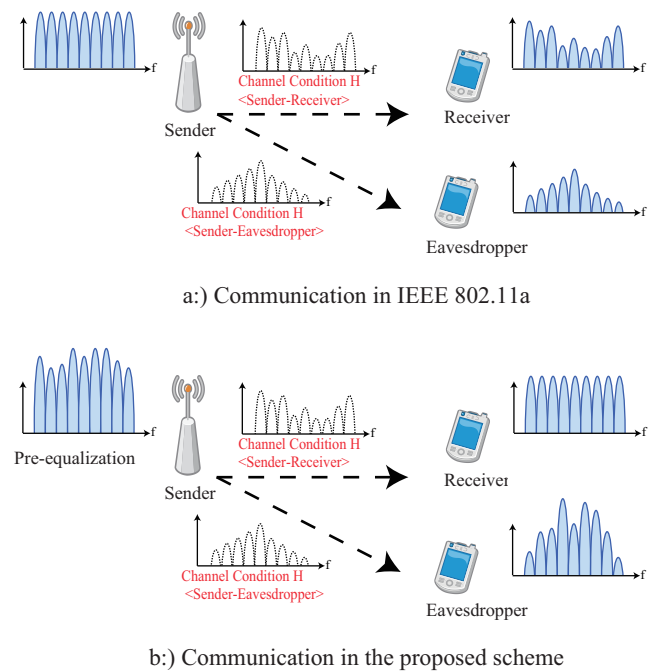 f
f
f
Channel Condition H
<Sender-Receiver>
Sender
Receiver
f
f
Channel Condition H
<Sender-Eavesdropper>
Eavesdropper
a:) Communication in IEEE 802.11a
f
f
f
Channel Condition H
<Sender-Receiver>
Pre-equalization
Sender
Receiver
f
f
Channel Condition H
<Sender-Eavesdropper>
Eavesdropper
b:) Communication in the proposed scheme